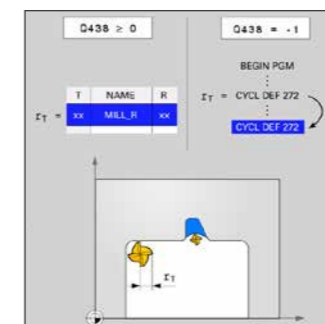 Q438 ≥ 0
Q438 = -1
BEGIN PGM
T NAME R
rT = xx MILL_R xx
rT = CYCL DEF 272
CYCL DEF 272
rT